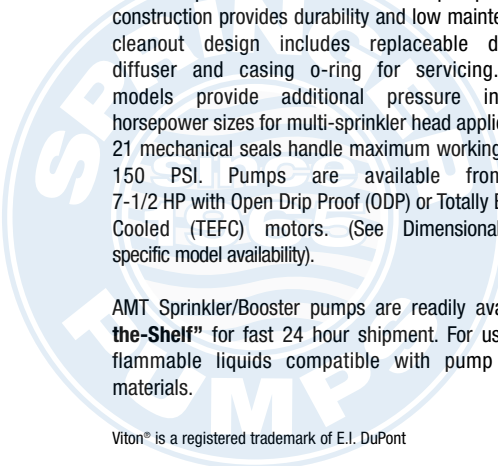 construction provides durability and low mainte
cleanout design includes replaceable d
diffuser and casing o-ring for servicing.
models provide additional pressure in
horsepower sizes for multi-sprinkler head appli
21 mechanical seals handle maximum working
150 PSI. Pumps are available fro
7-1/2 HP with Open Drip Proof (ODP) or Totally E
Cooled (TEFC) motors. (See Dimensional
specific model availability).
AMT Sprinkler/Booster pumps are readily ava
the-Shelf” for fast 24 hour shipment. For us
flammable liquids compatible with pump
materials.
Viton® is a registered trademark of E.I. DuPont
since
PUMPS